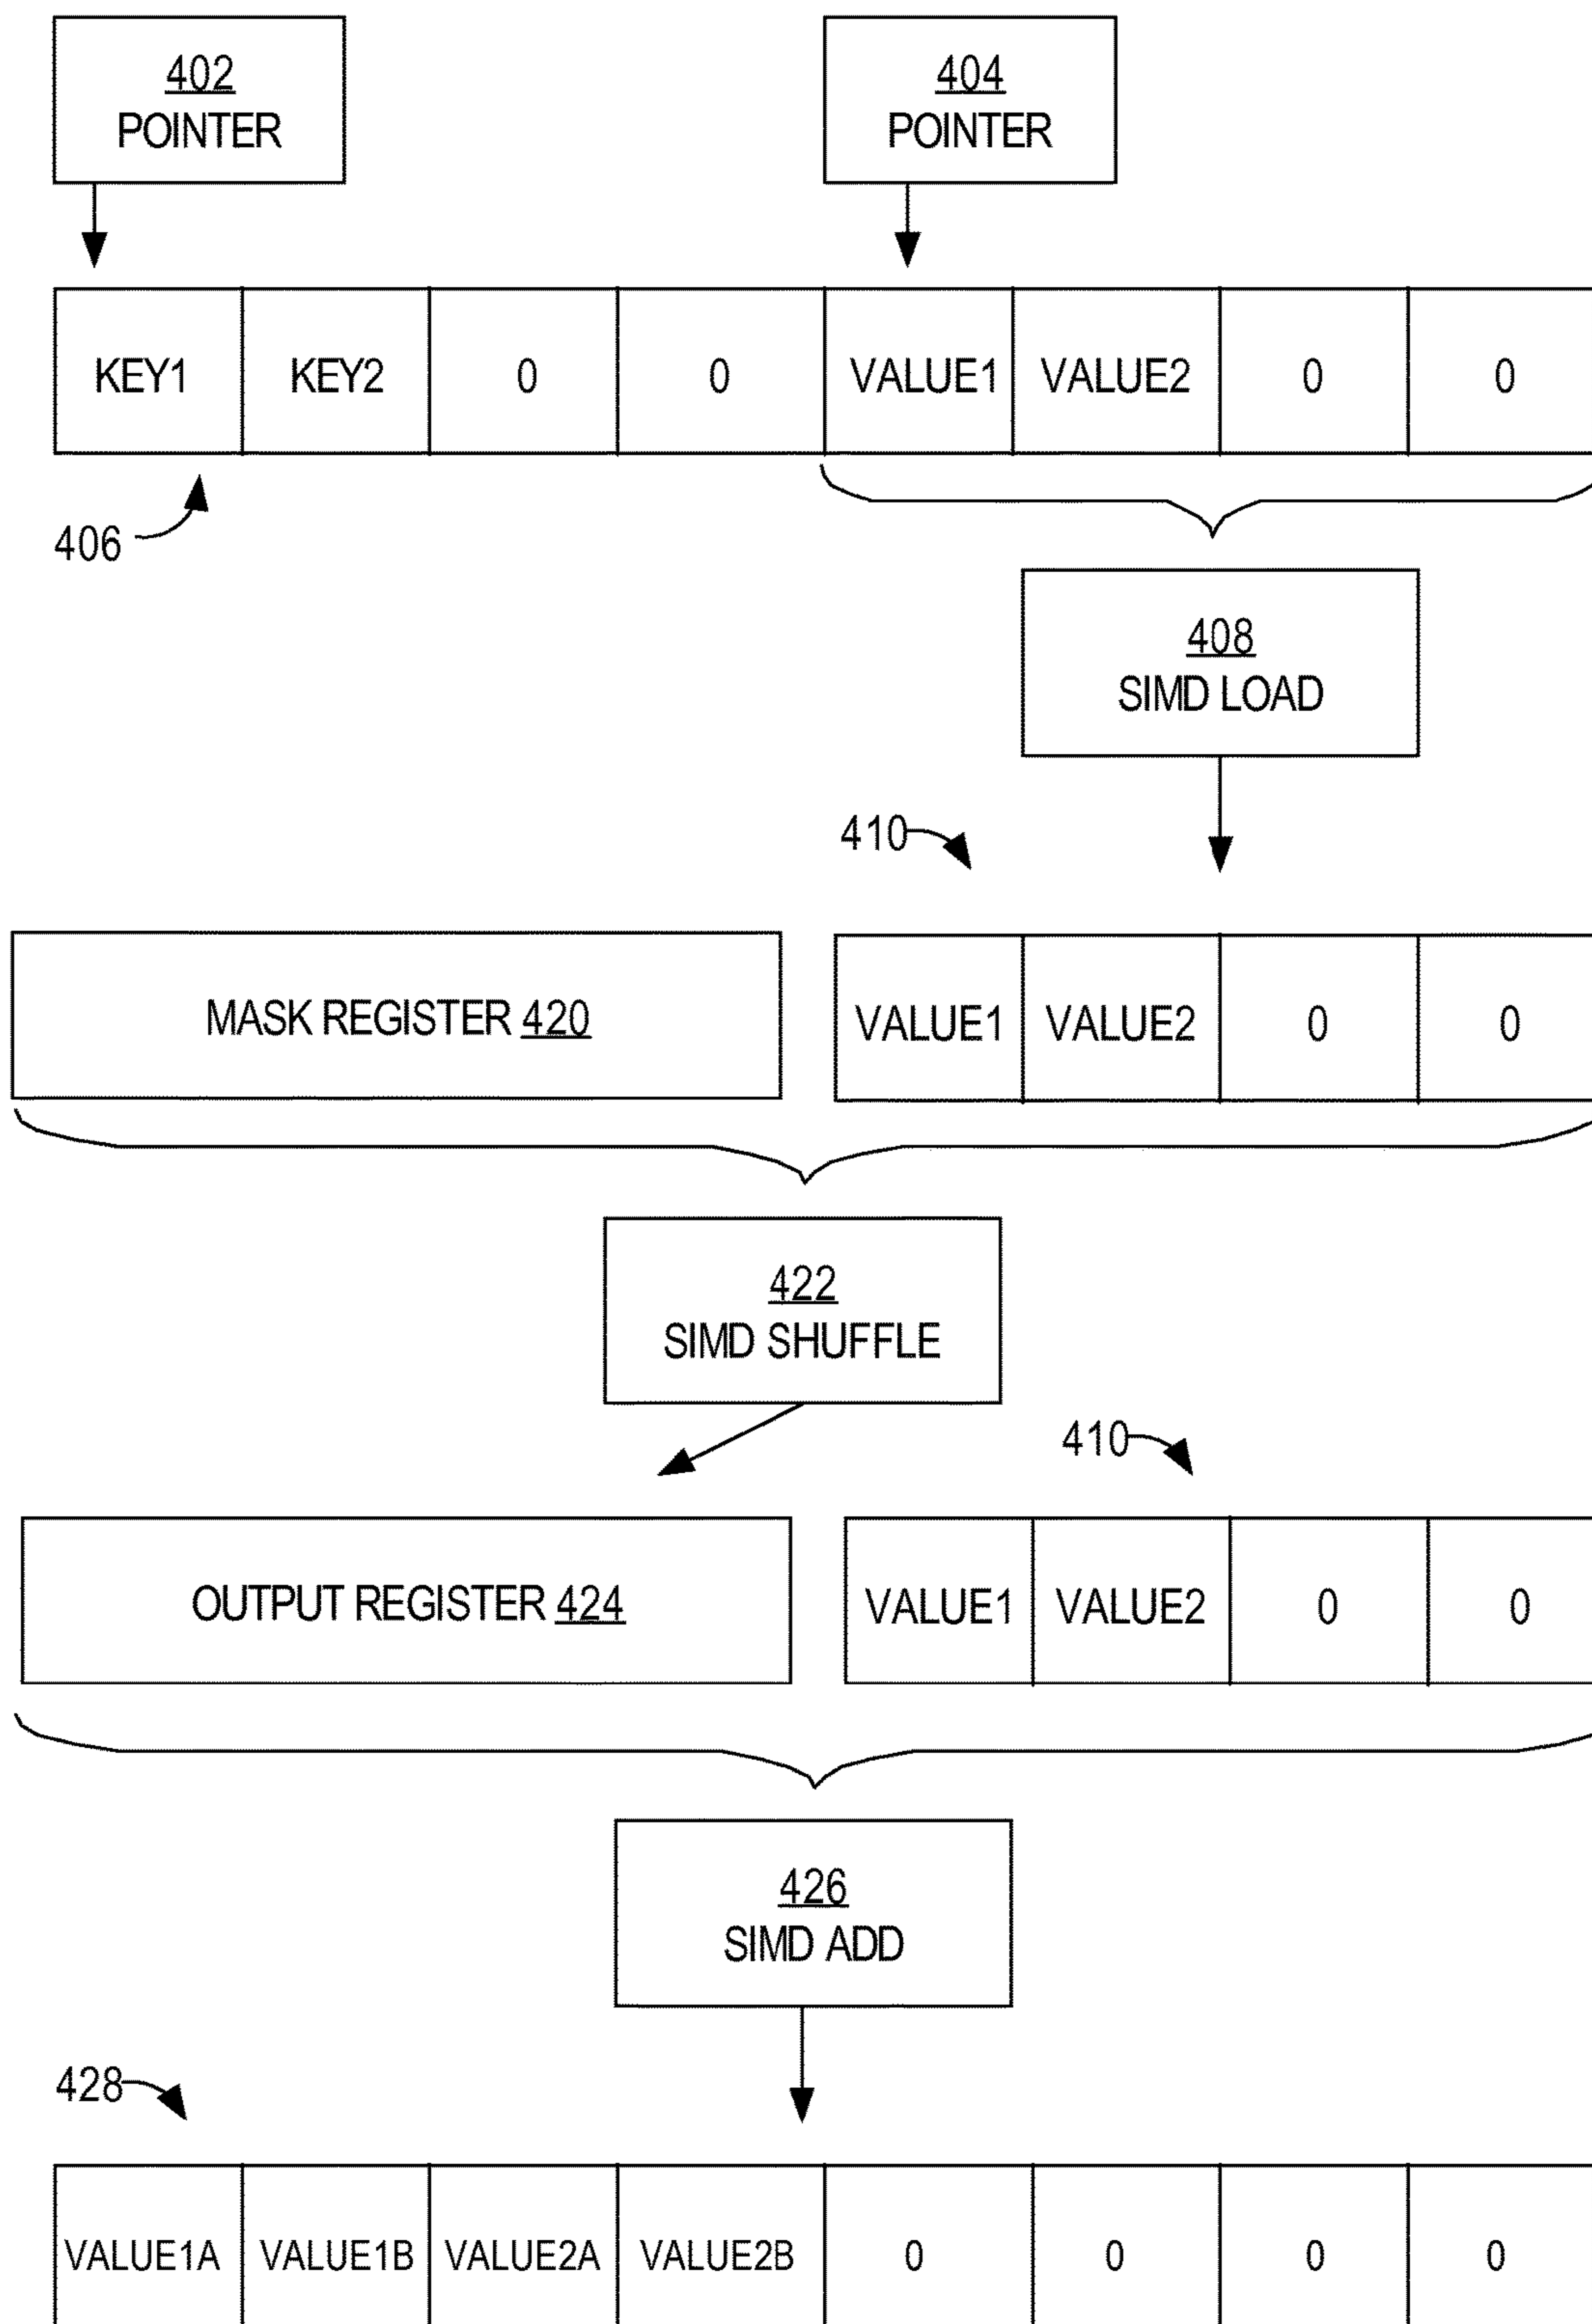 402 404
POINTER POINTER
KEY1 KEY2 0 0 VALUE1 VALUE2 0 0
406
408
SIMD LOAD
410
MASK REGISTER 420 VALUE1 VALUE2 0 0
422
SIMD SHUFFLE
410
OUTPUT REGISTER 424 VALUE1 VALUE2 0 0
426
SIMD ADD
428
VALUE1A VALUE1B VALUE2A VALUE2B 0 0 0 0